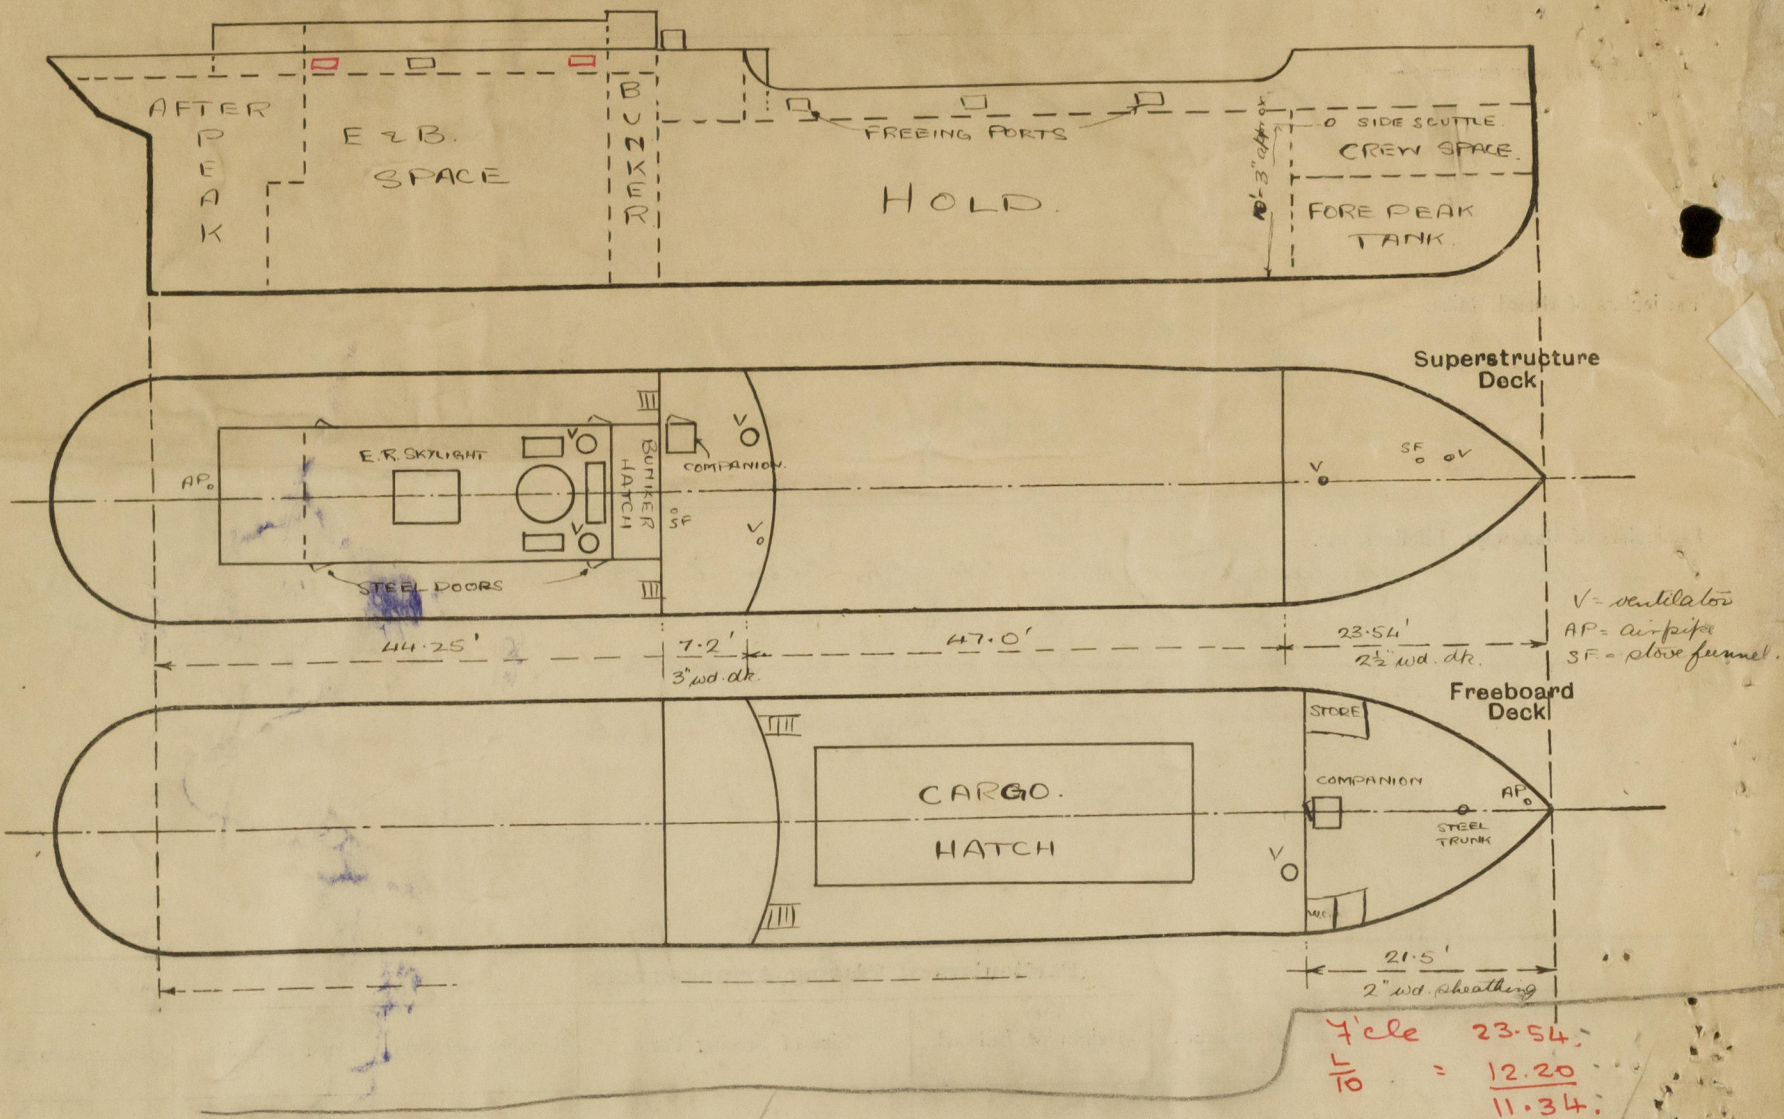 AFTER
PEAK
E & B.
SPACE
BUNKER
FREEING PORTS
HOLD.
10'-3" approx
SIDE SCUTTLE.
CREW SPACE.
FORE PEAK
TANK.
Superstructure
Deck
AP.
E.R. SKYLIGHT
V
V
BUNKER
HATCH
COMPANION.
V
SF
V
V
SF
V
STEEL DOORS
44.25'
7.2'
3" wd. dk.
47.0'
23.54'
2½" wd. dk.
V = ventilator
AP = airpipe
SF = stove funnel.
Freeboard
Deck
STORE
CARGO.
HATCH
COMPANION
AP.
STEEL
TRUNK
V
W.C.
21.5'
2" wd. sheathing
F'cle 23.54.
L/10 = 12.20
11.34.